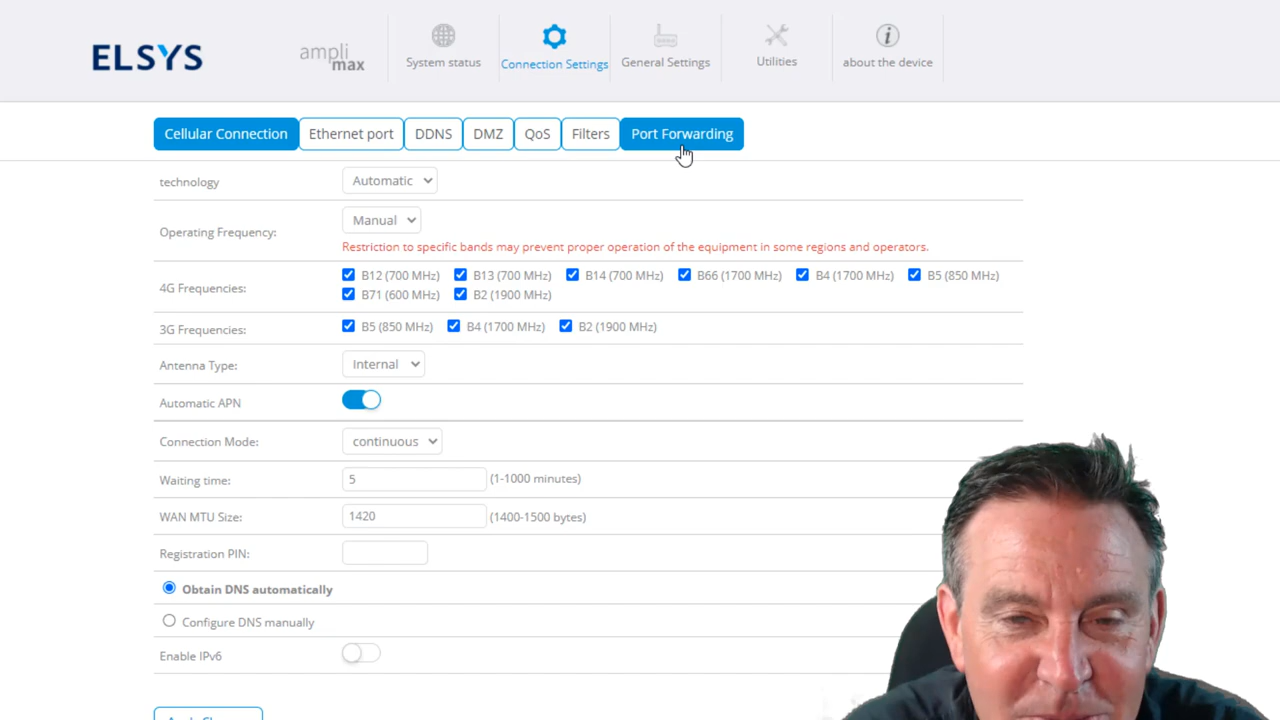 ELSYS
ampli
max
System status
Connection Settings
General Settings
Utilities
about the device
Cellular Connection
Ethernet port
DDNS
DMZ
QoS
Filters
Port Forwarding
technology
Automatic
Operating Frequency:
Manual
Restriction to specific bands may prevent proper operation of the equipment in some regions and operators.
4G Frequencies:
B12 (700 MHz) B13 (700 MHz) B14 (700 MHz) B66 (1700 MHz) B4 (1700 MHz) B5 (850 MHz)
B71 (600 MHz) B2 (1900 MHz)
3G Frequencies:
B5 (850 MHz) B4 (1700 MHz) B2 (1900 MHz)
Antenna Type:
Internal
Automatic APN
Connection Mode:
continuous
Waiting time:
5
(1-1000 minutes)
WAN MTU Size:
1420
(1400-1500 bytes)
Registration PIN:
Obtain DNS automatically
Configure DNS manually
Enable IPv6